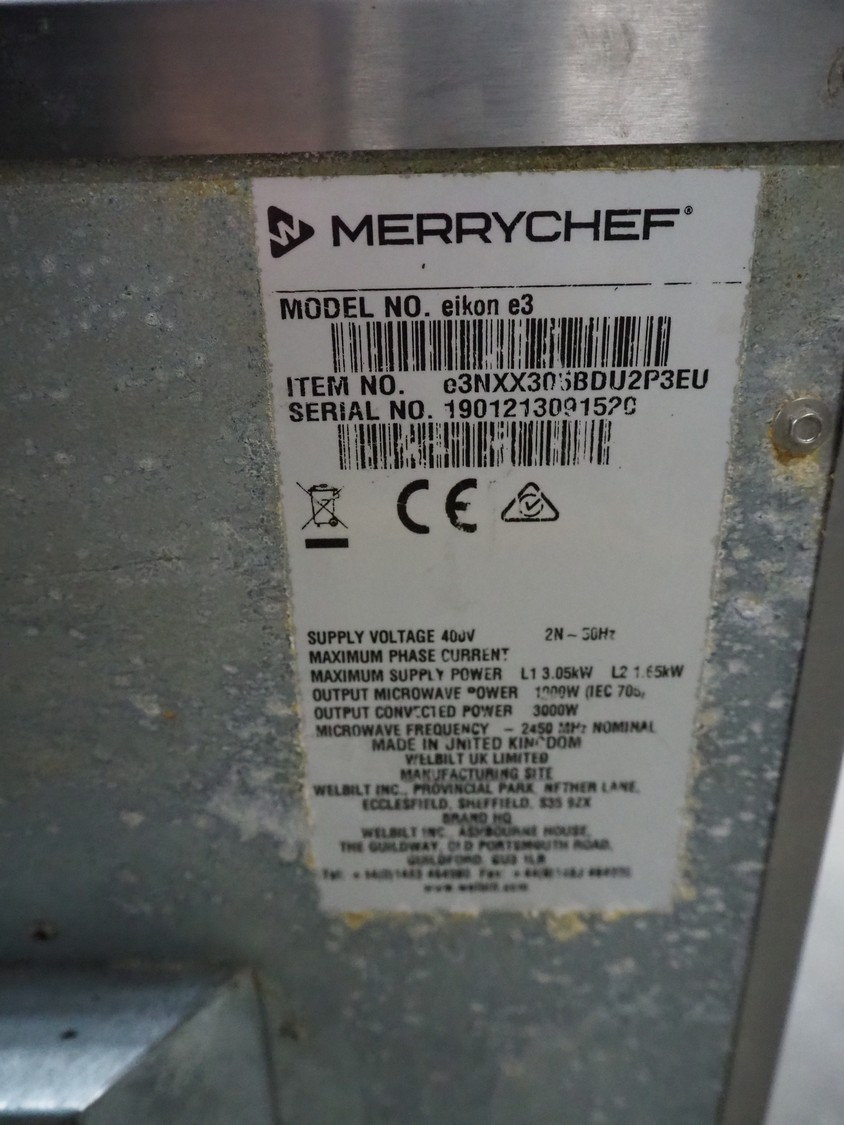 MERRYCHEF®
MODEL NO. eikon e3
ITEM NO.
SERIAL NO.
CE
SUPPLY VOLTAGE 400V 2N~ 50Hz
MAXIMUM PHASE CURRENT
MAXIMUM SUPPLY POWER L1 3.05kW L2 1.65kW
OUTPUT MICROWAVE POWER 1000W (IEC 705)
OUTPUT CONVECTED POWER 3000W
MICROWAVE FREQUENCY ~ 2450 MHz NOMINAL
MADE IN UNITED KINGDOM
WELBILT UK LIMITED
MANUFACTURING SITE
WELBILT INC., PROVINCIAL PARK, NETHER LANE,
ECCLESFIELD, SHEFFIELD, S35 9ZX
BRAND HQ
WELBILT INC, ASHBOURNE HOUSE,
THE GUILDWAY, OLD PORTSMOUTH ROAD,
GUILDFORD, GU3 1LR
www.welbilt.com